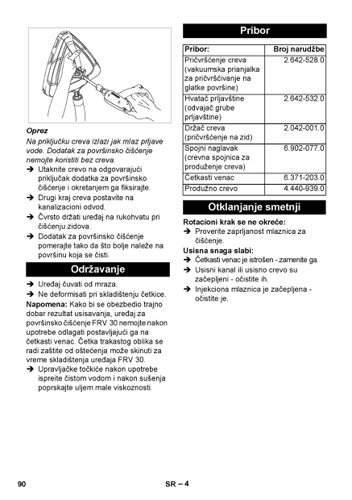 Oprez
Na priključku creva izlazi jak mlaz prljave
vode. Dodatak za površinsko čišćenje
nemojte koristiti bez creva.
➔ Utaknite crevo na odgovarajući
priključak dodatka za površinsko
čišćenje i okretanjem ga fiksirajte.
➔ Drugi kraj creva postavite na
kanalizacioni odvod.
➔ Čvrsto držati uređaj na rukohvatu pri
čišćenju zidova.
➔ Dodatak za površinsko čišćenje
pomerajte tako da što bolje naleže na
površinu koja se čisti.
Održavanje
➔ Uređaj čuvati od mraza.
➔ Ne deformisati pri skladištenju četkice.
Napomena: Kako bi se obezbedio trajno
dobar rezultat usisavanja, uređaj za
površinsko čišćenje FRV 30 nemojte nakon
upotrebe odlagati postavljajući ga na
četkasti venac. Četka trakastog oblika se
radi zaštite od oštećenja može skinuti za
vreme skladištenja uređaja FRV 30.
➔ Upravljačke točkiće nakon upotrebe
isperite čistom vodom i nakon sušenja
poprskajte uljem male viskoznosti.
Pribor
Pribor: Broj narudžbe
Pričvršćenje creva 2.642-528.0
(vakuumska prianjalka
za pričvršćivanje na
glatke površine)
Hvatač prljavštine 2.642-532.0
(odvajač grube
prljavštine)
Držač creva 2.042-001.0
(pričvršćenje na zid)
Spojni naglavak 6.902-077.0
(crevna spojnica za
produženje creva)
Četkasti venac 6.371-203.0
Produžno crevo 4.440-939.0
Otklanjanje smetnji
Rotacioni krak se ne okreće:
➔ Proverite zaprljanost mlaznica za
čišćenje.
Usisna snaga slabi:
➔ Četkasti venac je istrošen - zamenite ga.
➔ Usisni kanal ili usisno crevo su
začepljeni - očistite ih.
➔ Injekciona mlaznica je začepljena -
očistite je.
90 SR – 4